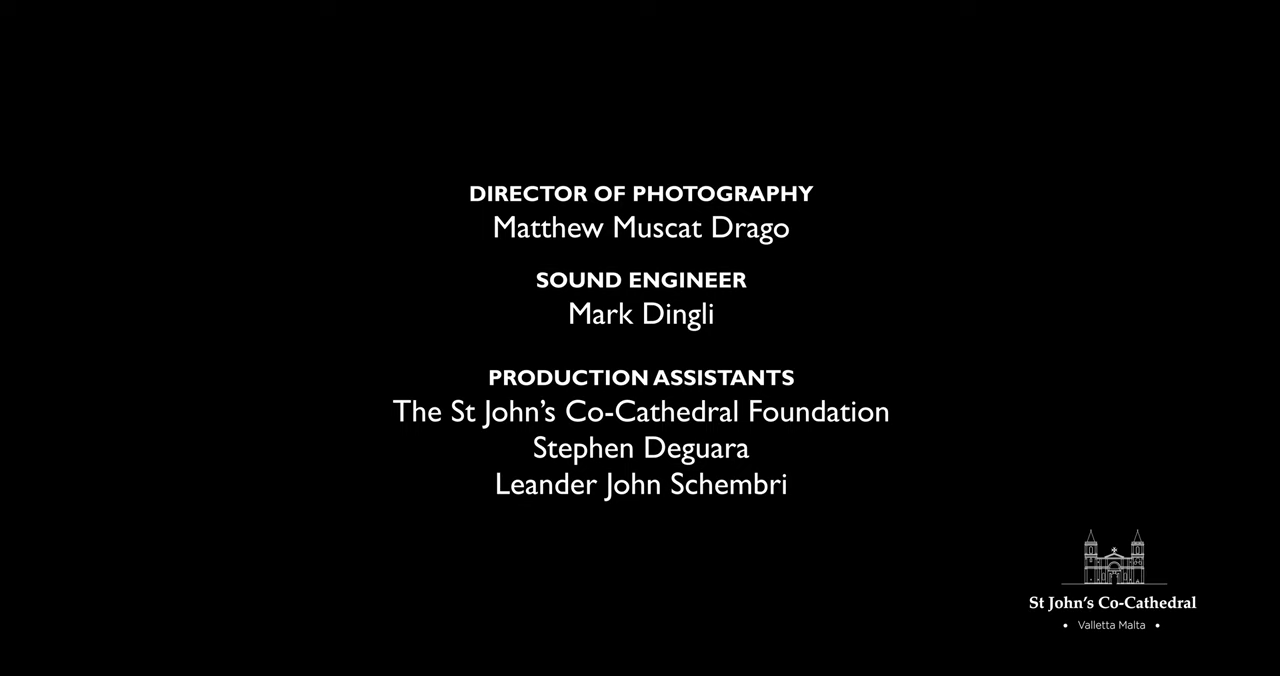 DIRECTOR OF PHOTOGRAPHY
Matthew Muscat Drago
SOUND ENGINEER
Mark Dingli
PRODUCTION ASSISTANTS
The St John’s Co-Cathedral Foundation
Stephen Deguara
Leander John Schembri
St John’s Co-Cathedral
• Valletta Malta •